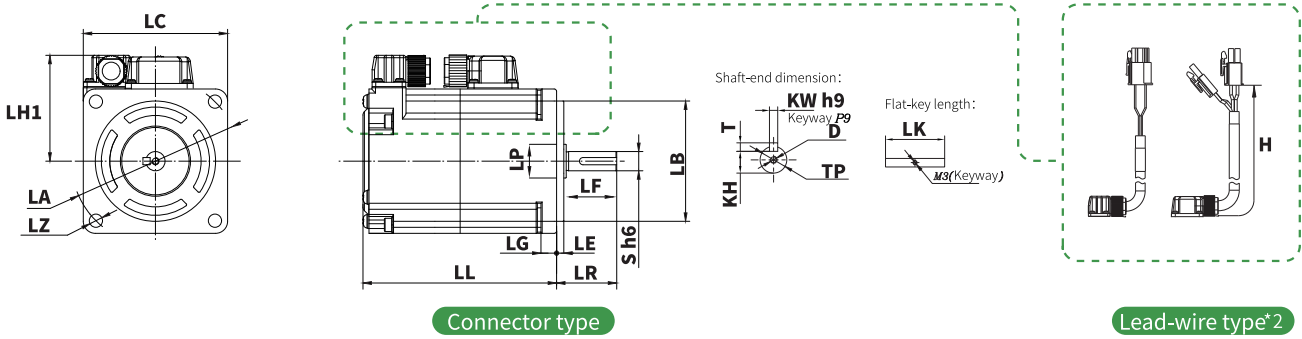 LC
LH1
LA
LZ
LP
LF
LB
LG
LE
S h6
LL
LR
Connector type
Shaft-end dimension:
KW h9
Keyway P9
T
D
KH
TP
Flat-key length:
LK
M3(Keyway)
H
Lead-wire type*2